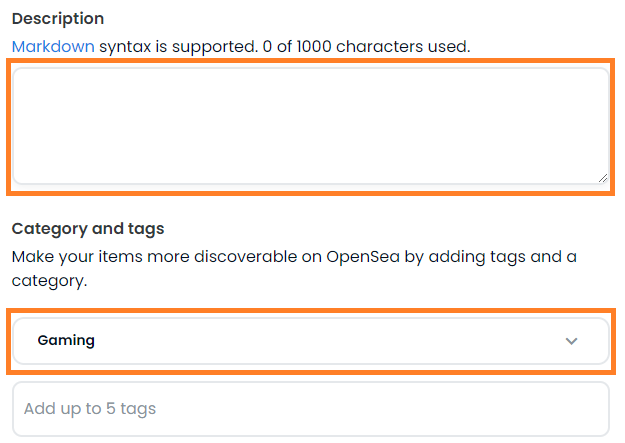 Description
Markdown syntax is supported. 0 of 1000 characters used.
Category and tags
Make your items more discoverable on OpenSea by adding tags and a
category.
Gaming
Add up to 5 tags